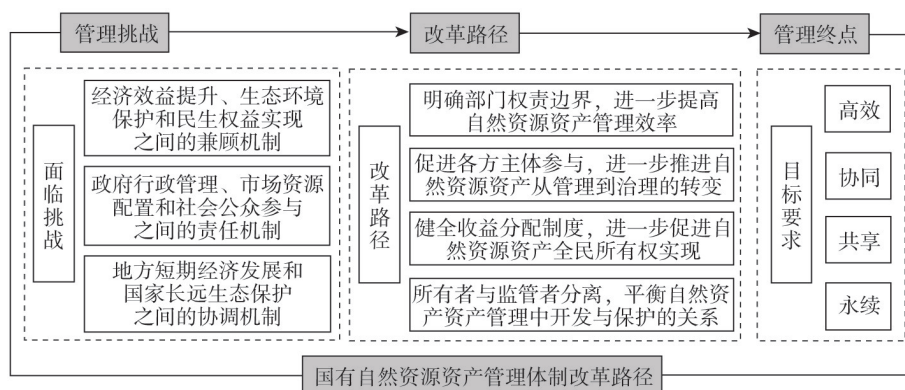 管理挑战
改革路径
管理终点
面临挑战
经济效益提升、生态环境
保护和民生权益实现
之间的兼顾机制
政府行政管理、市场资源
配置和社会公众参与
之间的责任机制
地方短期经济发展和
国家长远生态保护
之间的协调机制
改革路径
明确部门权责边界，进一步提高
自然资源资产管理效率
促进各方主体参与，进一步推进自
然资源资产从管理到治理的转变
健全收益分配制度，进一步促进自
然资源资产全民所有权实现
所有者与监管者分离，平衡自然资
产资产管理中开发与保护的关系
目标要求
高效
协同
共享
永续
国有自然资源资产管理体制改革路径